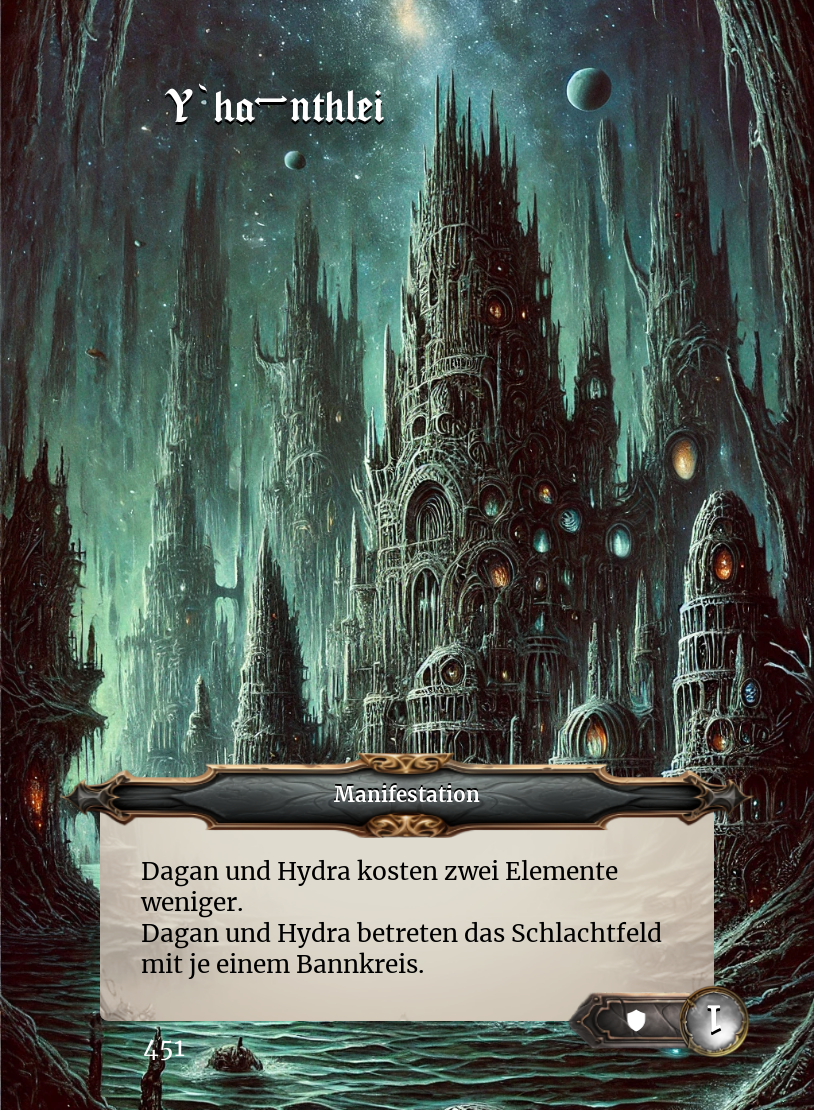 Y`ha—nthlei
Manifestation
Dagan und Hydra kosten zwei Elemente
weniger.
Dagan und Hydra betreten das Schlachtfeld
mit je einem Bannkreis.
451